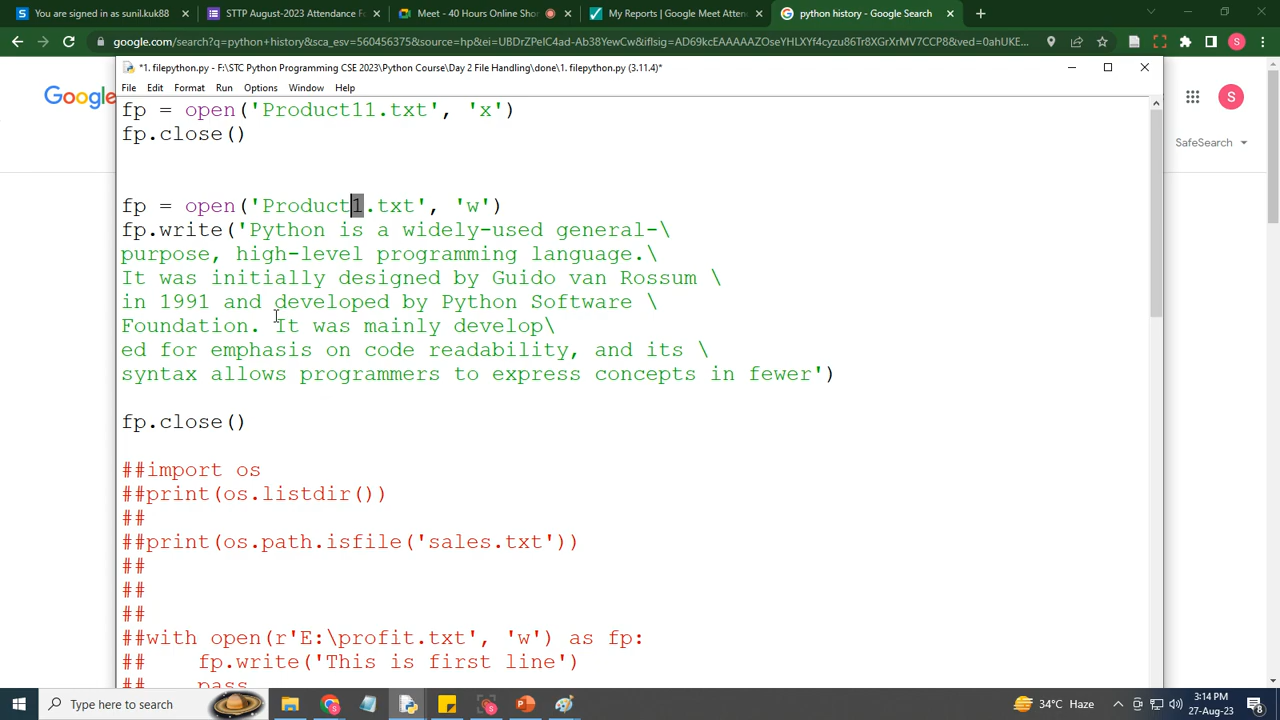 You are signed in as sunil.kuk88
STTP August-2023 Attendance F
Meet - 40 Hours Online Sho
My Reports | Google Meet Atten
python history - Google Search
google.com/search?q=python+history&sca_esv=560456375&source=hp&ei=UBDrZPeIC4ad-Ab38YewCw&iflsig=AD69kcEAAAAAZOseYHLXYf4cyzu86Tr8XGrXrMV7CCP8&ved=0ahUKE...
*1. filepython.py - F:\STC Python Programming CSE 2023\Python Course\Day 2 File Handling\done\1. filepython.py (3.11.4)*
File Edit Format Run Options Window Help
Google
SafeSearch
S
fp = open('Product11.txt', 'x')
fp.close()
fp = open('Product1.txt', 'w')
fp.write('Python is a widely-used general-\
purpose, high-level programming language.\
It was initially designed by Guido van Rossum \
in 1991 and developed by Python Software \
Foundation. It was mainly develop\
ed for emphasis on code readability, and its \
syntax allows programmers to express concepts in fewer')
fp.close()
##import os
##print(os.listdir())
##
##print(os.path.isfile('sales.txt'))
##
##
##
##with open(r'E:\profit.txt', 'w') as fp:
##    fp.write('This is first line')
##    pass
Type here to search
34°C Haze
3:14 PM
27-Aug-23